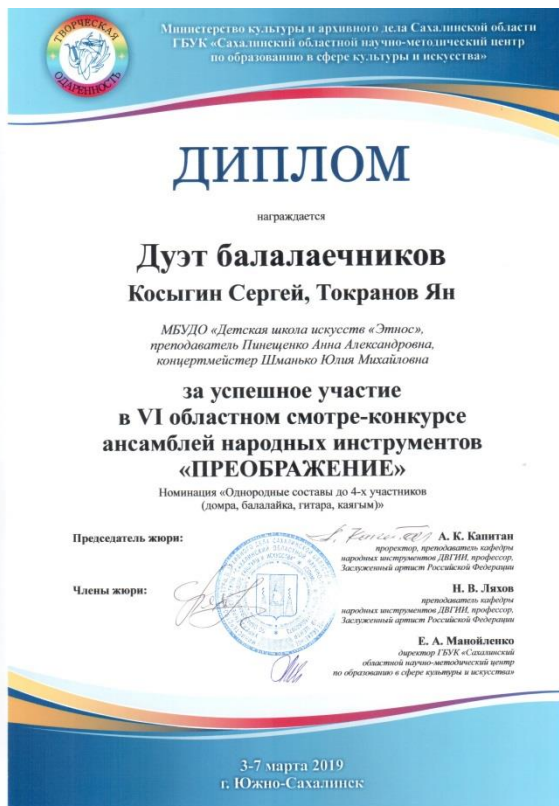 ТВОРЧЕСКАЯ
ОДАРЕННОСТЬ
Министерство культуры и архивного дела Сахалинской области
ГБУК «Сахалинский областной научно-методический центр
по образованию в сфере культуры и искусства»
ДИПЛОМ
награждается
Дуэт балалаечников
Косыгин Сергей, Токранов Ян
МБУДО «Детская школа искусств «Этнос»,
преподаватель Пинещенко Анна Александровна,
концертмейстер Шманько Юлия Михайловна
за успешное участие
в VI областном смотре-конкурсе
ансамблей народных инструментов
«ПРЕОБРАЖЕНИЕ»
Номинация «Однородные составы до 4-х участников
(домра, балалайка, гитара, каягым)»
Председатель жюри:
А. К. Капитан
проректор, преподаватель кафедры
народных инструментов ДВГИИ, профессор,
Заслуженный артист Российской Федерации
Члены жюри:
Н. В. Ляхов
преподаватель кафедры
народных инструментов ДВГИИ, профессор,
Заслуженный артист Российской Федерации
Е. А. Манойленко
директор ГБУК «Сахалинский
областной научно-методический центр
по образованию в сфере культуры и искусства»
3-7 марта 2019
г. Южно-Сахалинск